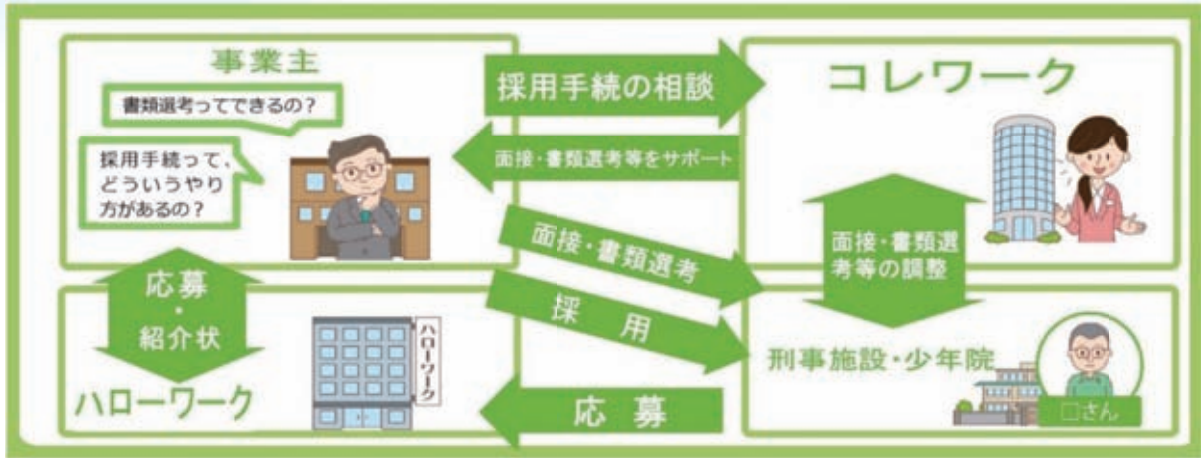 事業主
書類選考ってできるの？
採用手続って、
どういうやり
方があるの？
採用手続の相談
面接・書類選考等をサポート
コレワーク
面接・書類選考
採用
面接・書類選
考等の調整
応募
・
紹介状
ハローワーク
ハローワーク
応募
刑事施設・少年院
□さん